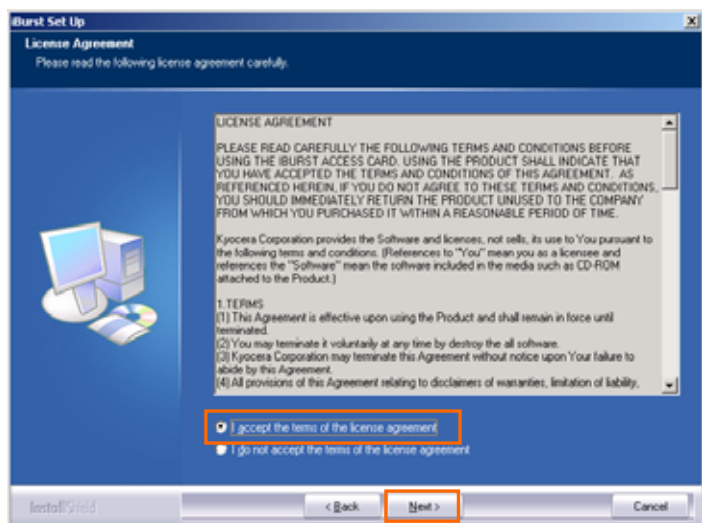 iBurst Set Up
License Agreement
Please read the following license agreement carefully.
LICENSE AGREEMENT
PLEASE READ CAREFULLY THE FOLLOWING TERMS AND CONDITIONS BEFORE
USING THE IBURST ACCESS CARD. USING THE PRODUCT SHALL INDICATE THAT
YOU HAVE ACCEPTED THE TERMS AND CONDITIONS OF THIS AGREEMENT. AS
REFERENCED HEREIN, IF YOU DO NOT AGREE TO THESE TERMS AND CONDITIONS,
YOU SHOULD IMMEDIATELY RETURN THE PRODUCT UNUSED TO THE COMPANY
FROM WHICH YOU PURCHASED IT WITHIN A REASONABLE PERIOD OF TIME.
Kyocera Corporation provides the Software and licenses, not sells, its use to You pursuant to
the following terms and conditions. (References to "You" mean you as a licensee and
references the "Software" mean the software included in the media such as CD-ROM
attached to the Product.)
1.TERMS
(1) This Agreement is effective upon using the Product and shall remain in force until
terminated.
(2) You may terminate it voluntarily at any time by destroy the all software.
(3) Kyocera Corporation may terminate this Agreement without notice upon Your failure to
abide by this Agreement.
(4) All provisions of this Agreement relating to disclaimers of warranties, limitation of liability,
I accept the terms of the license agreement
I do not accept the terms of the license agreement
InstallShield
< Back
Next >
Cancel